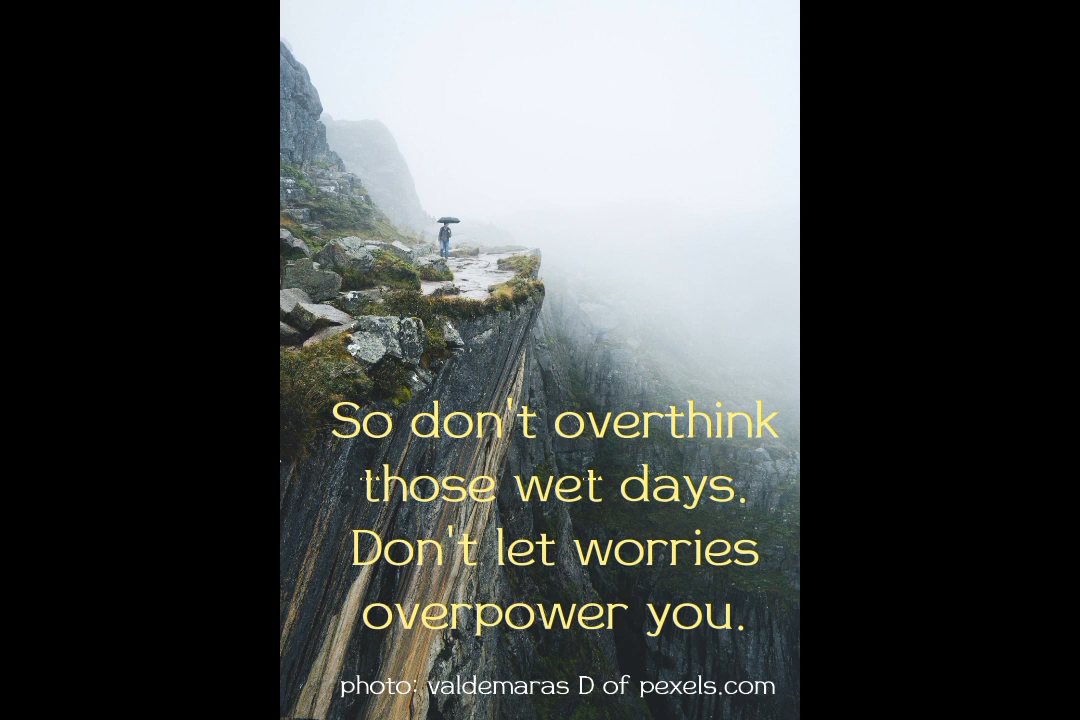 So don't overthink
those wet days.
Don't let worries
overpower you.
photo: valdemaras D of pexels.com